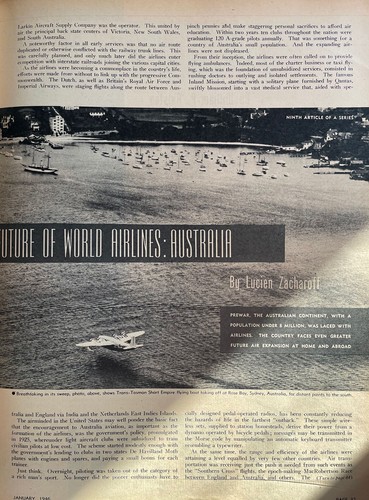 Larkin Aircraft Supply Company was the operator. This united by
air the principal back state centers of Victoria, New South Wales,
and South Australia.
A noteworthy factor in all early services was that no air route
duplicated or otherwise conflicted with the railway trunk lines. This
was carefully planned, and only much later did the airlines enter
competition with interstate railroads joining the various capital cities.
As the airlines were becoming a commonplace in the country's life,
efforts were made from without to link up with the progressive Com-
monwealth. The Dutch, as well as Britain's Royal Air Force and
Imperial Airways, were staging flights along the route between Aus-
pinch pennies and make staggering personal sacrifices to afford air
education. Within two years ten clubs throughout the nation were
graduating 120 A-grade pilots annually. That was something for a
country of Australia's small population. And the expanding air-
lines were not displeased.
From their inception, the airlines were often called on to provide
flying ambulances. Indeed, most of the charter business or taxi fly-
ing, which was the foundation of unsubsidized services, consisted in
rushing doctors to outlying and isolated settlements. The famous
Inland Mission, starting with a military plane furnished by Qantas,
swiftly blossomed into a vast medical service that, aided with spe-
NINTH ARTICLE OF A SERIES
UTURE OF WORLD AIRLINES: AUSTRALIA
By Lucien Zacharoff
PREWAR, THE AUSTRALIAN CONTINENT, WITH A
POPULATION UNDER 8 MILLION, WAS LACED WITH
AIRLINES. THE COUNTRY FACES EVEN GREATER
FUTURE AIR EXPANSION AT HOME AND ABROAD
■ Breathtaking in its sweep, photo, above, shows Trans-Tasman Short Empire flying boat taking off at Rose Bay, Sydney, Australia, for distant points to the south.
tralia and England via India and the Netherlands East Indies Islands.
The airminded in the United States may well ponder the basic fact
that the encouragement to Australia aviation, as important as the
formation of the airlines, was the government's policy, promulgated
in 1925, whereunder light aircraft clubs were subsidized to train
civilian pilots at low cost. The scheme started modestly enough with
the government's lending to clubs in two states De Havilland Moth
planes with engines and spares, and paying a small bonus for each
trainee.
Just think. Overnight, piloting was taken out of the category of
a rich man's sport. No longer did the poorer enthusiasts have to
cially designed pedal-operated radios, has been constantly reducing
the hazards of life in the farthest "outback." These simple wire-
less sets, supplied to station homesteads, derive their power from a
dynamo operated by bicycle pedals; messages may be transmitted in
the Morse code by manipulating an automatic keyboard transmitter
resembling a typewriter.
At the same time, the range and efficiency of the airlines were
attaining a level equalled by very few other countries. Air trans-
portation was receiving just the push it needed from such events as
the "Southern Cross" flights, the epoch-making MacRobertson Race
between England and Australia, and others. The
JANUARY, 1945
PAGE